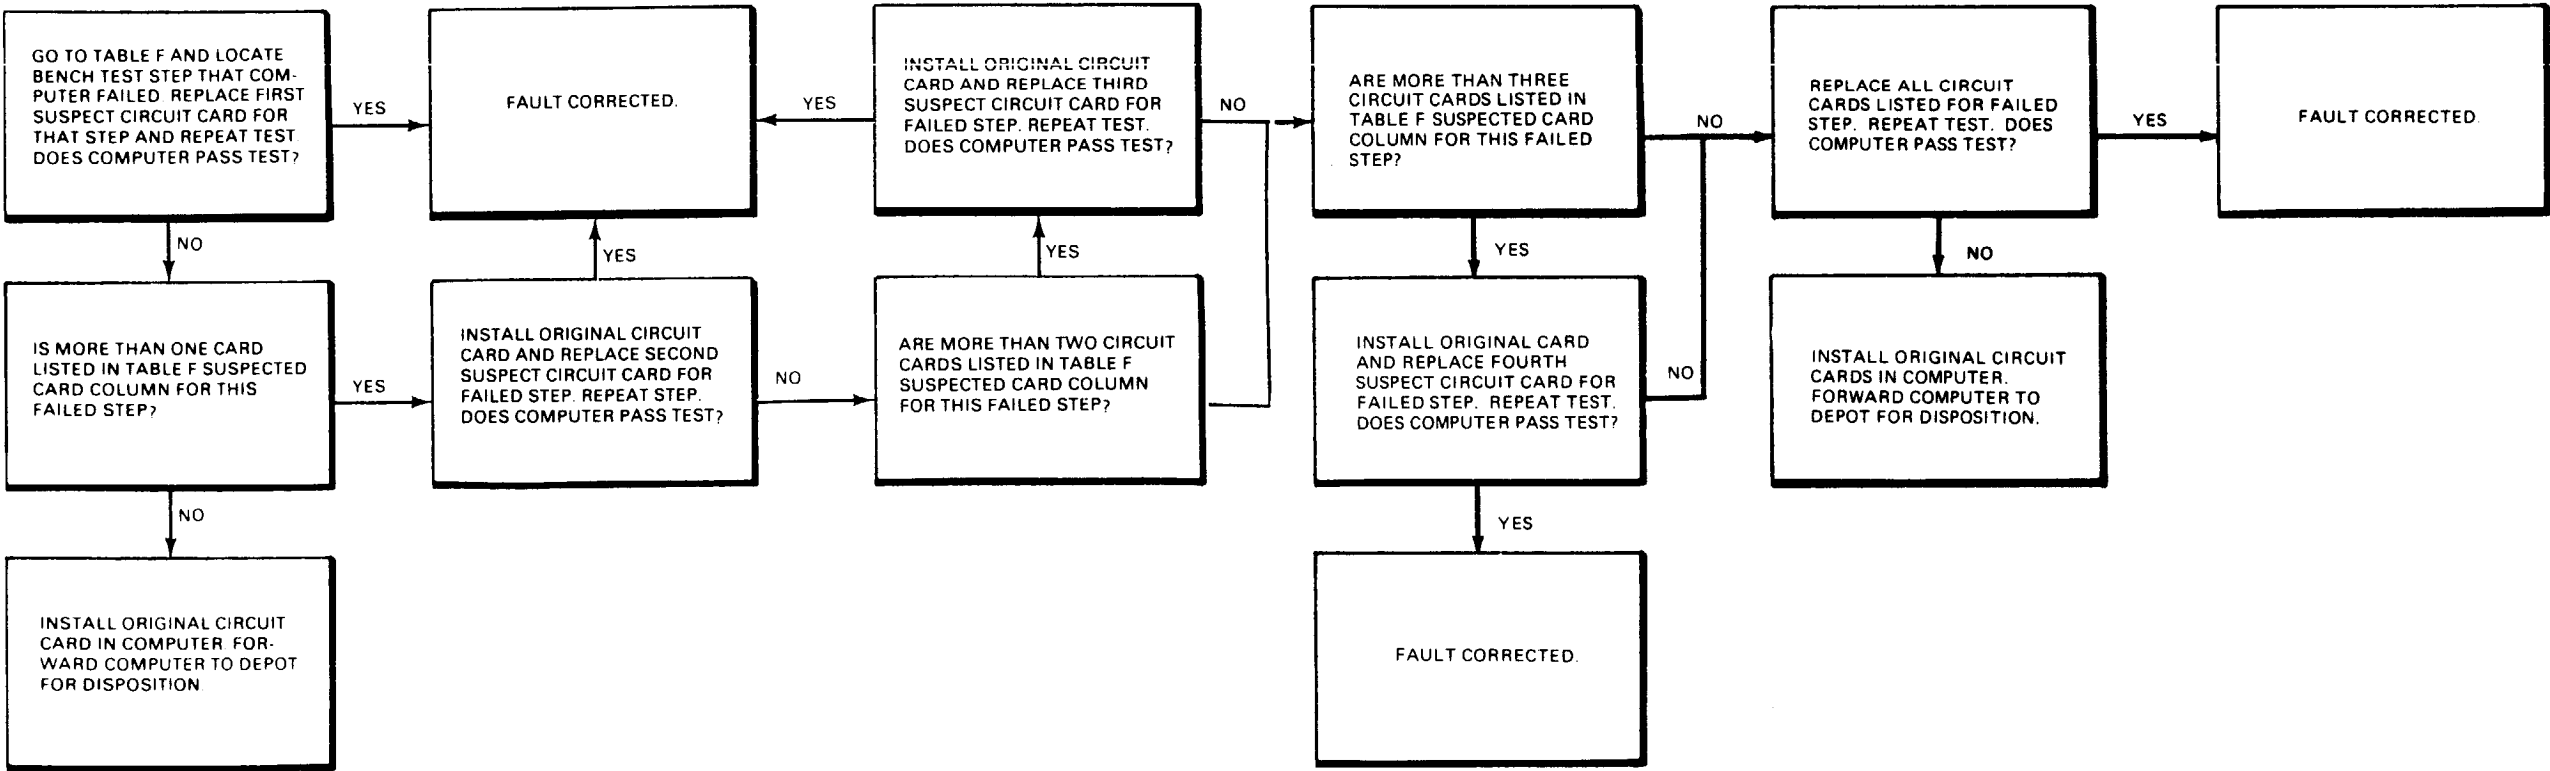 GO TO TABLE F AND LOCATE
BENCH TEST STEP THAT COM-
PUTER FAILED. REPLACE FIRST
SUSPECT CIRCUIT CARD FOR
THAT STEP AND REPEAT TEST.
DOES COMPUTER PASS TEST?
YES
FAULT CORRECTED.
YES
INSTALL ORIGINAL CIRCUIT
CARD AND REPLACE THIRD
SUSPECT CIRCUIT CARD FOR
FAILED STEP. REPEAT TEST.
DOES COMPUTER PASS TEST?
NO
ARE MORE THAN THREE
CIRCUIT CARDS LISTED IN
TABLE F SUSPECTED CARD
COLUMN FOR THIS FAILED
STEP?
NO
REPLACE ALL CIRCUIT
CARDS LISTED FOR FAILED
STEP. REPEAT TEST. DOES
COMPUTER PASS TEST?
YES
FAULT CORRECTED.
NO
YES
YES
YES
NO
IS MORE THAN ONE CARD
LISTED IN TABLE F SUSPECTED
CARD COLUMN FOR THIS
FAILED STEP?
YES
INSTALL ORIGINAL CIRCUIT
CARD AND REPLACE SECOND
SUSPECT CIRCUIT CARD FOR
FAILED STEP. REPEAT STEP.
DOES COMPUTER PASS TEST?
NO
ARE MORE THAN TWO CIRCUIT
CARDS LISTED IN TABLE F
SUSPECTED CARD COLUMN
FOR THIS FAILED STEP?
INSTALL ORIGINAL CARD
AND REPLACE FOURTH
SUSPECT CIRCUIT CARD FOR
FAILED STEP. REPEAT TEST.
DOES COMPUTER PASS TEST?
NO
INSTALL ORIGINAL CIRCUIT
CARDS IN COMPUTER.
FORWARD COMPUTER TO
DEPOT FOR DISPOSITION.
NO
YES
INSTALL ORIGINAL CIRCUIT
CARD IN COMPUTER. FOR-
WARD COMPUTER TO DEPOT
FOR DISPOSITION.
FAULT CORRECTED.